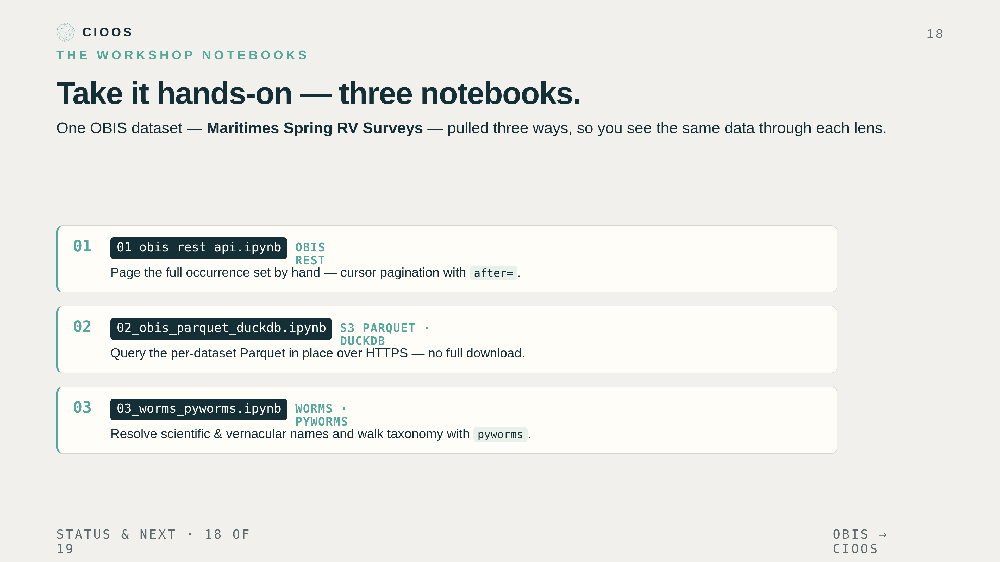 CIOOS
18
THE WORKSHOP NOTEBOOKS
Take it hands-on — three notebooks.
One OBIS dataset — Maritimes Spring RV Surveys — pulled three ways, so you see the same data through each lens.
01
01_obis_rest_api.ipynb
OBIS
REST
Page the full occurrence set by hand — cursor pagination with after=.
02
02_obis_parquet_duckdb.ipynb
S3 PARQUET ·
DUCKDB
Query the per-dataset Parquet in place over HTTPS — no full download.
03
03_worms_pyworms.ipynb
WORMS ·
PYWORMS
Resolve scientific & vernacular names and walk taxonomy with pyworms.
STATUS & NEXT · 18 OF
19
OBIS →
CIOOS